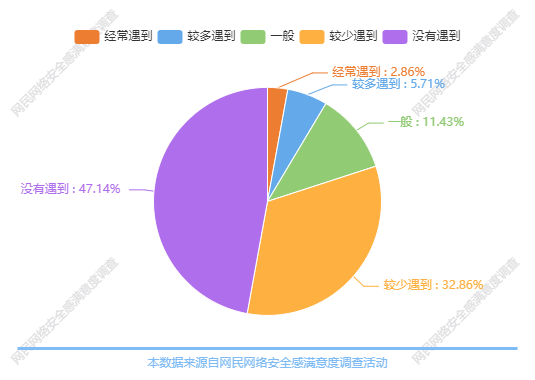 网民网络安全感满意度调查
网民网络安全感满意度调查
经常遇到 较多遇到 一般 较少遇到 没有遇到
经常遇到 : 2.86%
较多遇到 : 5.71%
一般 : 11.43%
没有遇到 : 47.14%
较少遇到 : 32.86%
网民网络安全感满意度调查
网民网络安全感满意度调查
本数据来源自网民网络安全感满意度调查活动